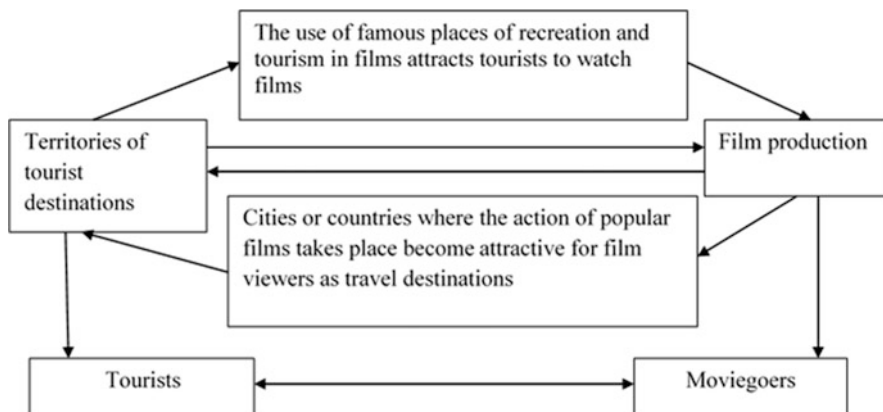 The use of famous places of recreation and
tourism in films attracts tourists to watch
films
Territories of
tourist
destinations
Film production
Cities or countries where the action of popular
films takes place become attractive for film
viewers as travel destinations
Tourists
Moviegoers